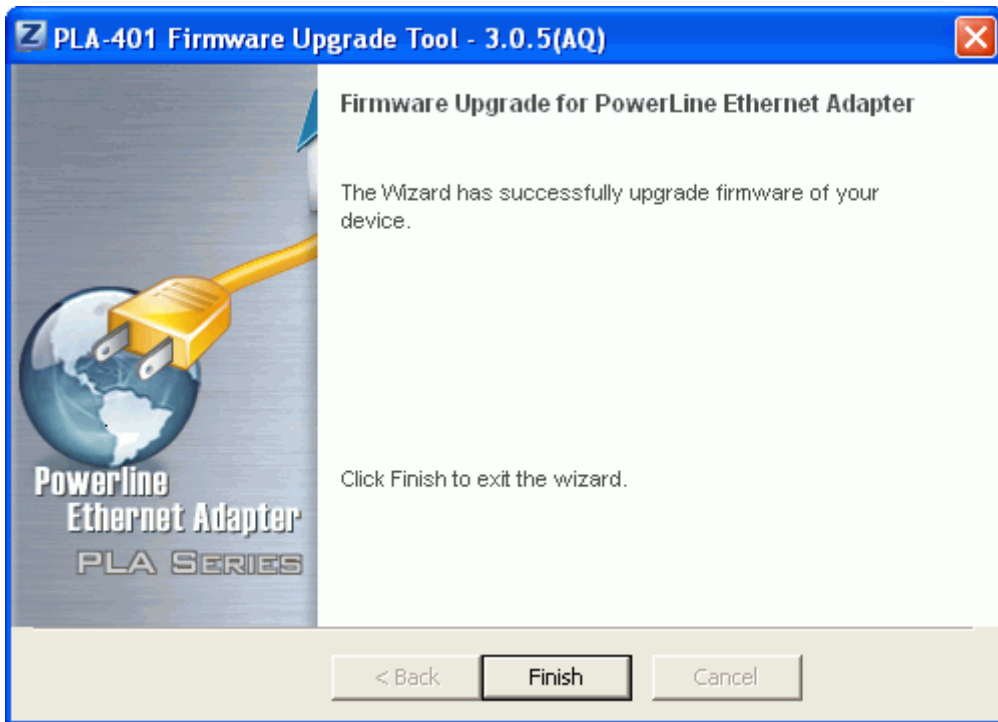 Z PLA-401 Firmware Upgrade Tool - 3.0.5(AQ)
Firmware Upgrade for PowerLine Ethernet Adapter
The Wizard has successfully upgrade firmware of your
device.
Powerline
Ethernet Adapter
PLA SERIES
Click Finish to exit the wizard.
< Back
Finish
Cancel